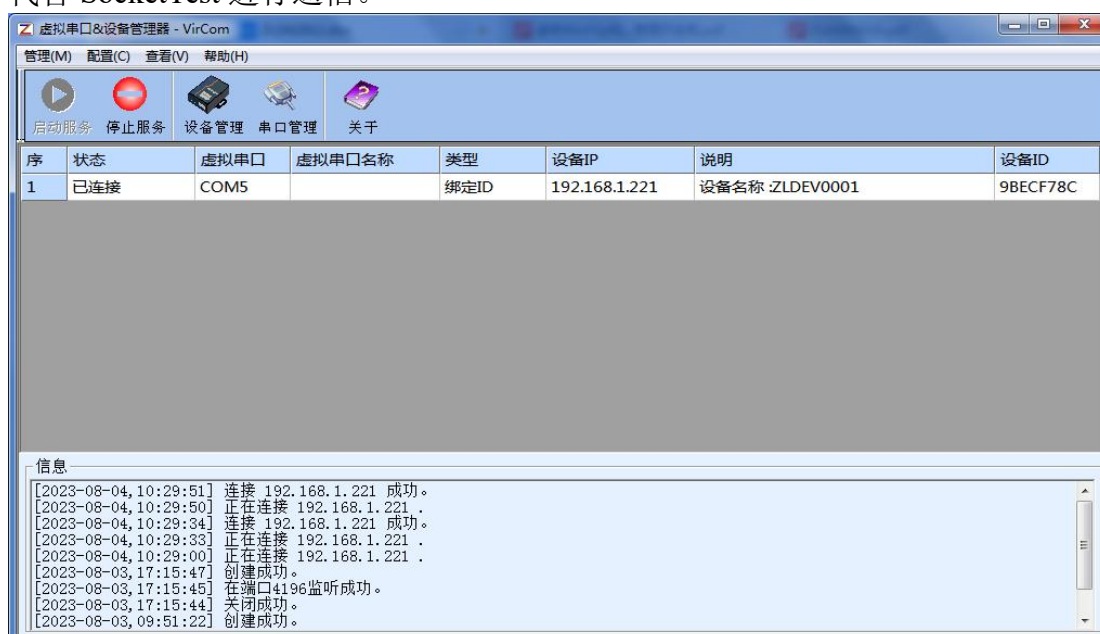 代替 SocketTest 进行通信。
虚拟串口&设备管理器 - VirCom
管理(M) 配置(C) 查看(V) 帮助(H)
启动服务 停止服务 设备管理 串口管理 关于
序 状态 虚拟串口 虚拟串口名称 类型 设备IP 说明 设备ID
1 已连接 COM5 绑定ID 192.168.1.221 设备名称 :ZLDEV0001 9BECF78C
信息
[2023-08-04,10:29:51] 连接 192.168.1.221 成功。
[2023-08-04,10:29:50] 正在连接 192.168.1.221 .
[2023-08-04,10:29:34] 连接 192.168.1.221 成功。
[2023-08-04,10:29:33] 正在连接 192.168.1.221 .
[2023-08-04,10:29:00] 正在连接 192.168.1.221 .
[2023-08-03,17:15:47] 创建成功。
[2023-08-03,17:15:45] 在端口4196监听成功。
[2023-08-03,17:15:44] 关闭成功。
[2023-08-03,09:51:22] 创建成功。